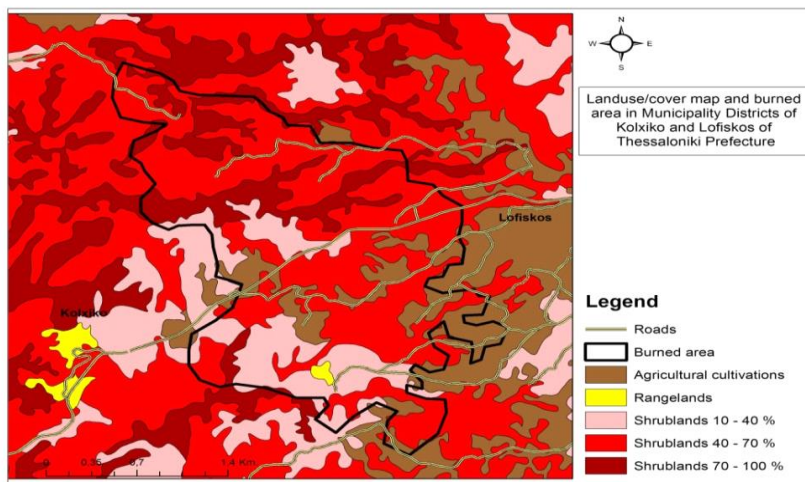 N
W E
S
Landuse/cover map and burned
area in Municipality Districts of
Kolxiko and Lofiskos of
Thessaloniki Prefecture
Lofiskos
Kolxiko
Legend
Roads
Burned area
Agricultural cultivations
Rangelands
Shrublands 10 - 40 %
Shrublands 40 - 70 %
Shrublands 70 - 100 %
0 0,35 0,7 1.4 Km